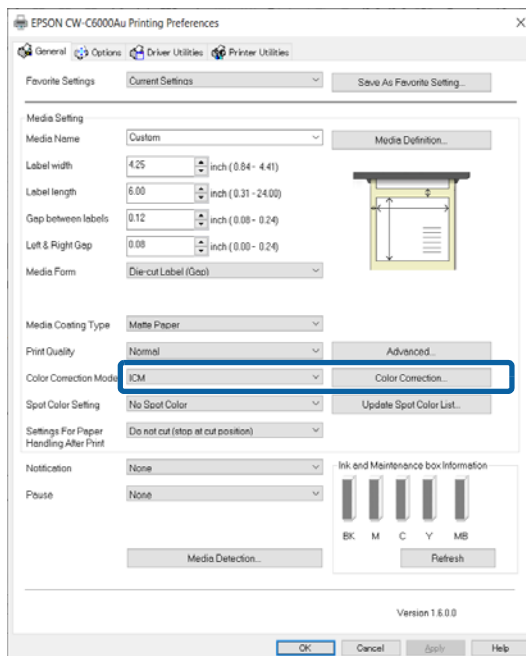 EPSON CW-C6000Au Printing Preferences
General Options Driver Utilities Printer Utilities
Favorite Settings Current Settings Save As Favorite Setting...
Media Setting
Media Name Custom Media Definition...
Label width 4.25 inch ( 0.84 - 4.41)
Label length 6.00 inch ( 0.31 - 24.00)
Gap between labels 0.12 inch ( 0.08 - 0.24)
Left & Right Gap 0.08 inch ( 0.00 - 0.24)
Media Form Die-cut Label (Gap)
Media Coating Type Matte Paper
Print Quality Normal Advanced...
Color Correction Mode ICM Color Correction...
Spot Color Setting No Spot Color Update Spot Color List...
Settings For Paper
Handling After Print
Do not cut (stop at cut position)
Notification None Ink and Maintenance box Information
Pause None
BK M C Y MB
Media Detection... Refresh
Version 1.6.0.0
OK Cancel Apply Help